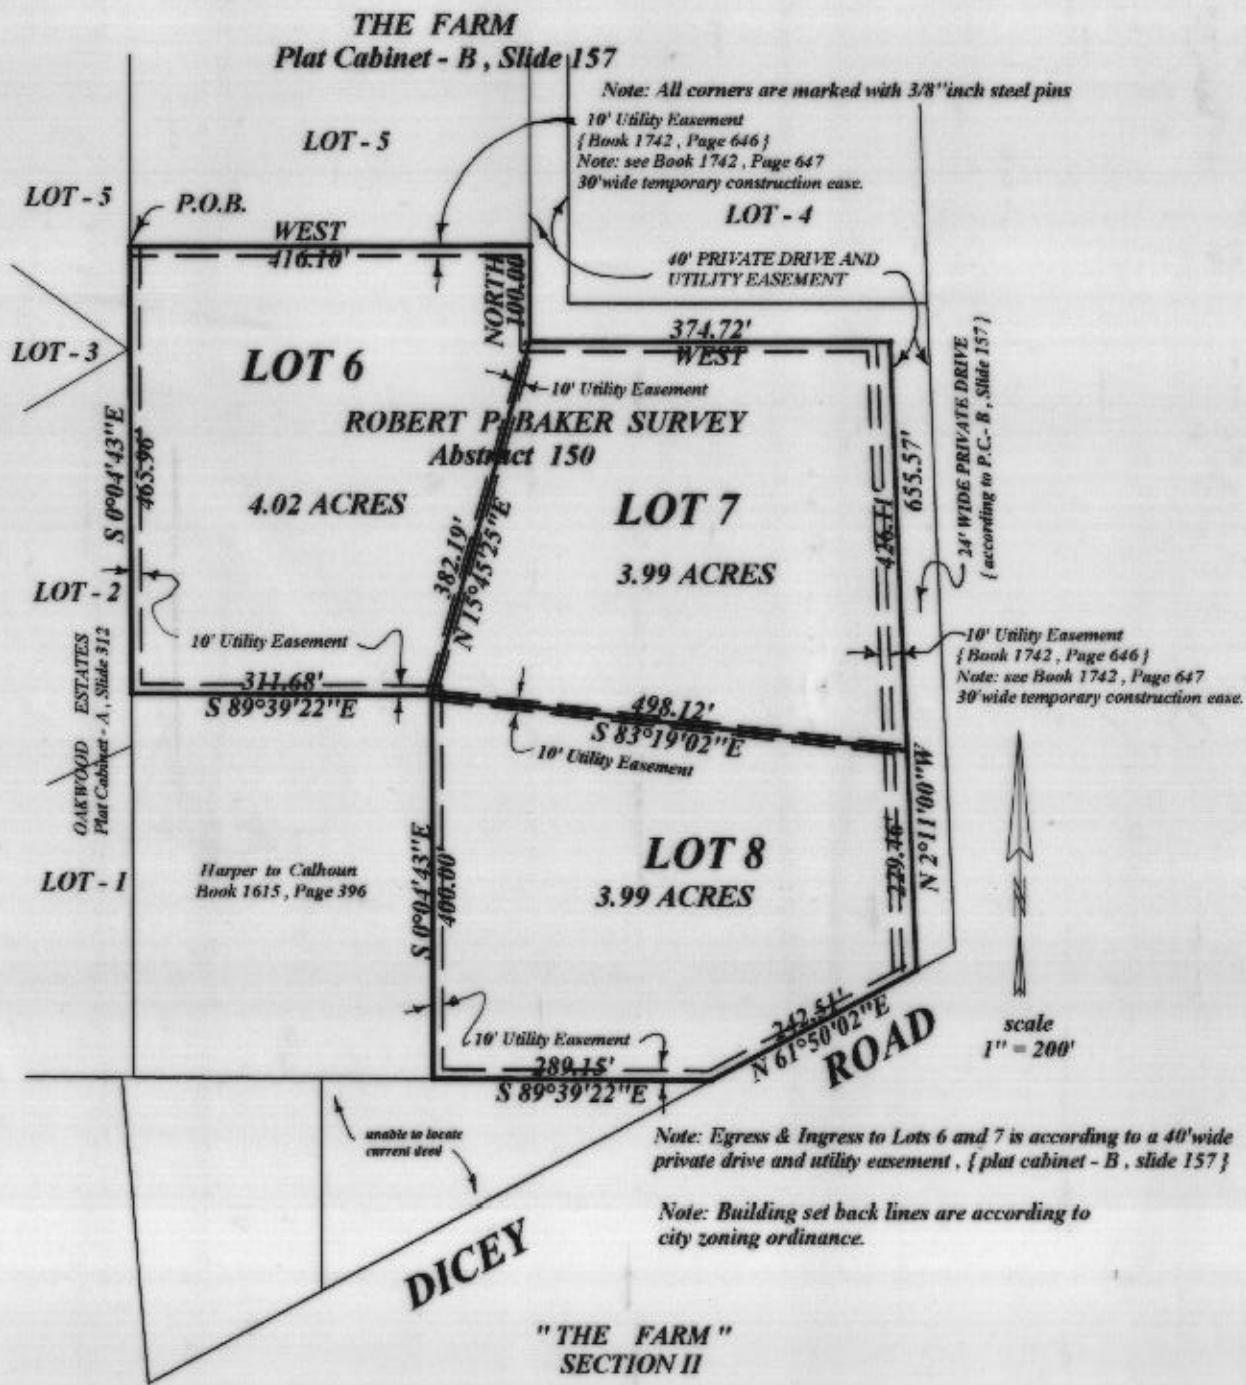 THE FARM
Plat Cabinet - B , Slide 157
Note: All corners are marked with 3/8"inch steel pins
10' Utility Easement
{ Book 1742 , Page 646 }
Note: see Book 1742 , Page 647
30'wide temporary construction ease.
LOT - 5
LOT - 5
P.O.B.
LOT - 4
WEST
416.10'
NORTH
100.00
40' PRIVATE DRIVE AND
UTILITY EASEMENT
374.72'
WEST
LOT - 3
LOT 6
10' Utility Easement
ROBERT P. BAKER SURVEY
Abstract 150
S 0°04'43"E
465.96'
4.02 ACRES
LOT 7
3.99 ACRES
382.19'
N 15°45'25"E
426.11
655.57'
24' WIDE PRIVATE DRIVE
{ according to P.C.- B , Slide 157 }
LOT - 2
10' Utility Easement
311.68'
S 89°39'22"E
10' Utility Easement
{ Book 1742 , Page 646 }
Note: see Book 1742 , Page 647
30'wide temporary construction ease.
OAKWOOD ESTATES
Plat Cabinet - A , Slide 312
498.12'
S 83°19'02"E
10' Utility Easement
N 2°11'00"W
229.46'
LOT - 1
Harper to Calhoun
Book 1615 , Page 396
S 0°04'43"E
400.00'
LOT 8
3.99 ACRES
N
10' Utility Easement
289.15'
S 89°39'22"E
242.51'
N 61°50'02"E
ROAD
scale
1" = 200'
unable to locate
current deed
Note: Egress & Ingress to Lots 6 and 7 is according to a 40'wide
private drive and utility easement , { plat cabinet - B , slide 157 }
Note: Building set back lines are according to
city zoning ordinance.
DICEY
" THE FARM "
SECTION II